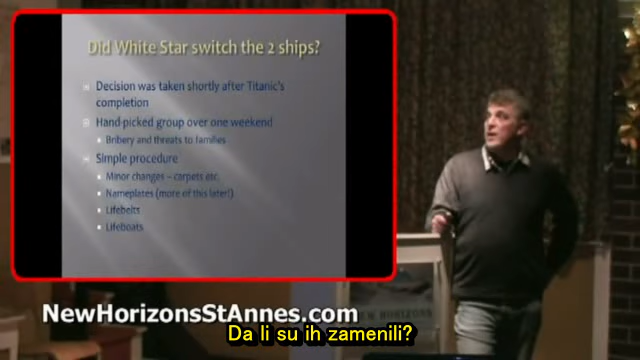 Did White Star switch the 2 ships?
Decision was taken shortly after Titanic's
completion
Hand-picked group over one weekend
Bribery and threats to families
Simple procedure
Minor changes – carpets etc.
Nameplates (more of this later!)
Lifebelts
Lifeboats
NEW HORIZONS
NewHorizonsStAnnes.com
Da li su ih zamenili?